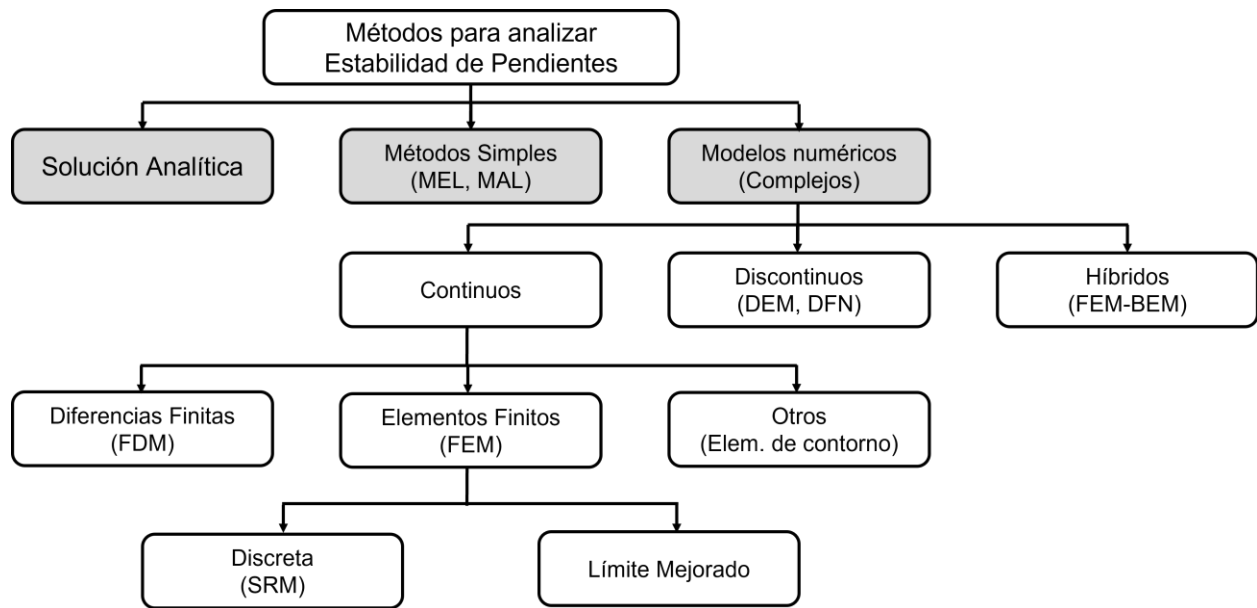 Métodos para analizar
Estabilidad de Pendientes
Solución Analítica
Métodos Simples
(MEL, MAL)
Modelos numéricos
(Complejos)
Continuos
Discontinuos
(DEM, DFN)
Híbridos
(FEM-BEM)
Diferencias Finitas
(FDM)
Elementos Finitos
(FEM)
Otros
(Elem. de contorno)
Discreta
(SRM)
Límite Mejorado